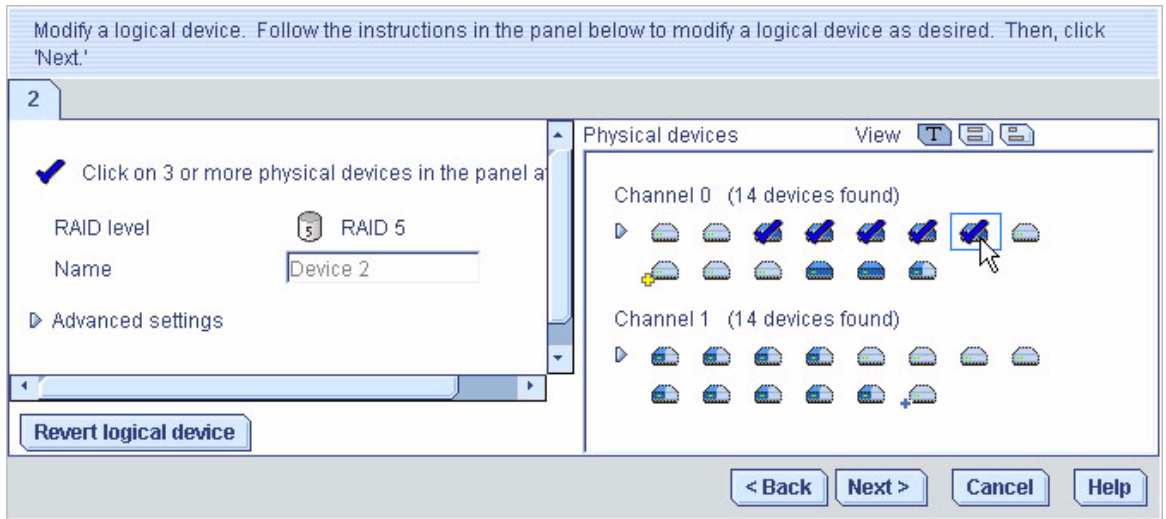 Modify a logical device. Follow the instructions in the panel below to modify a logical device as desired. Then, click
'Next.'
2
Click on 3 or more physical devices in the panel a
RAID level
5
RAID 5
Name
Device 2
Advanced settings
Revert logical device
Physical devices
View
T
Channel 0 (14 devices found)
Channel 1 (14 devices found)
< Back
Next >
Cancel
Help